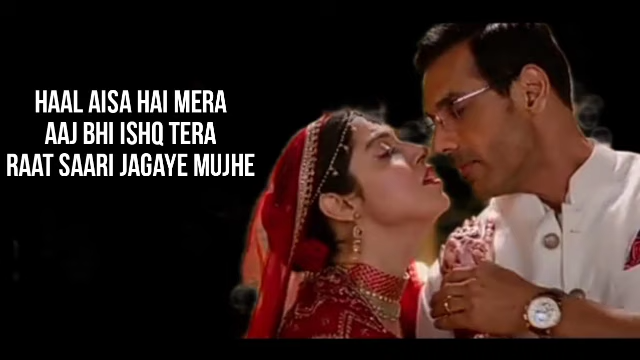 HAAL AISA HAI MERA
AAJ BHI ISHQ TERA
RAAT SAARI JAGAYE MUJHE